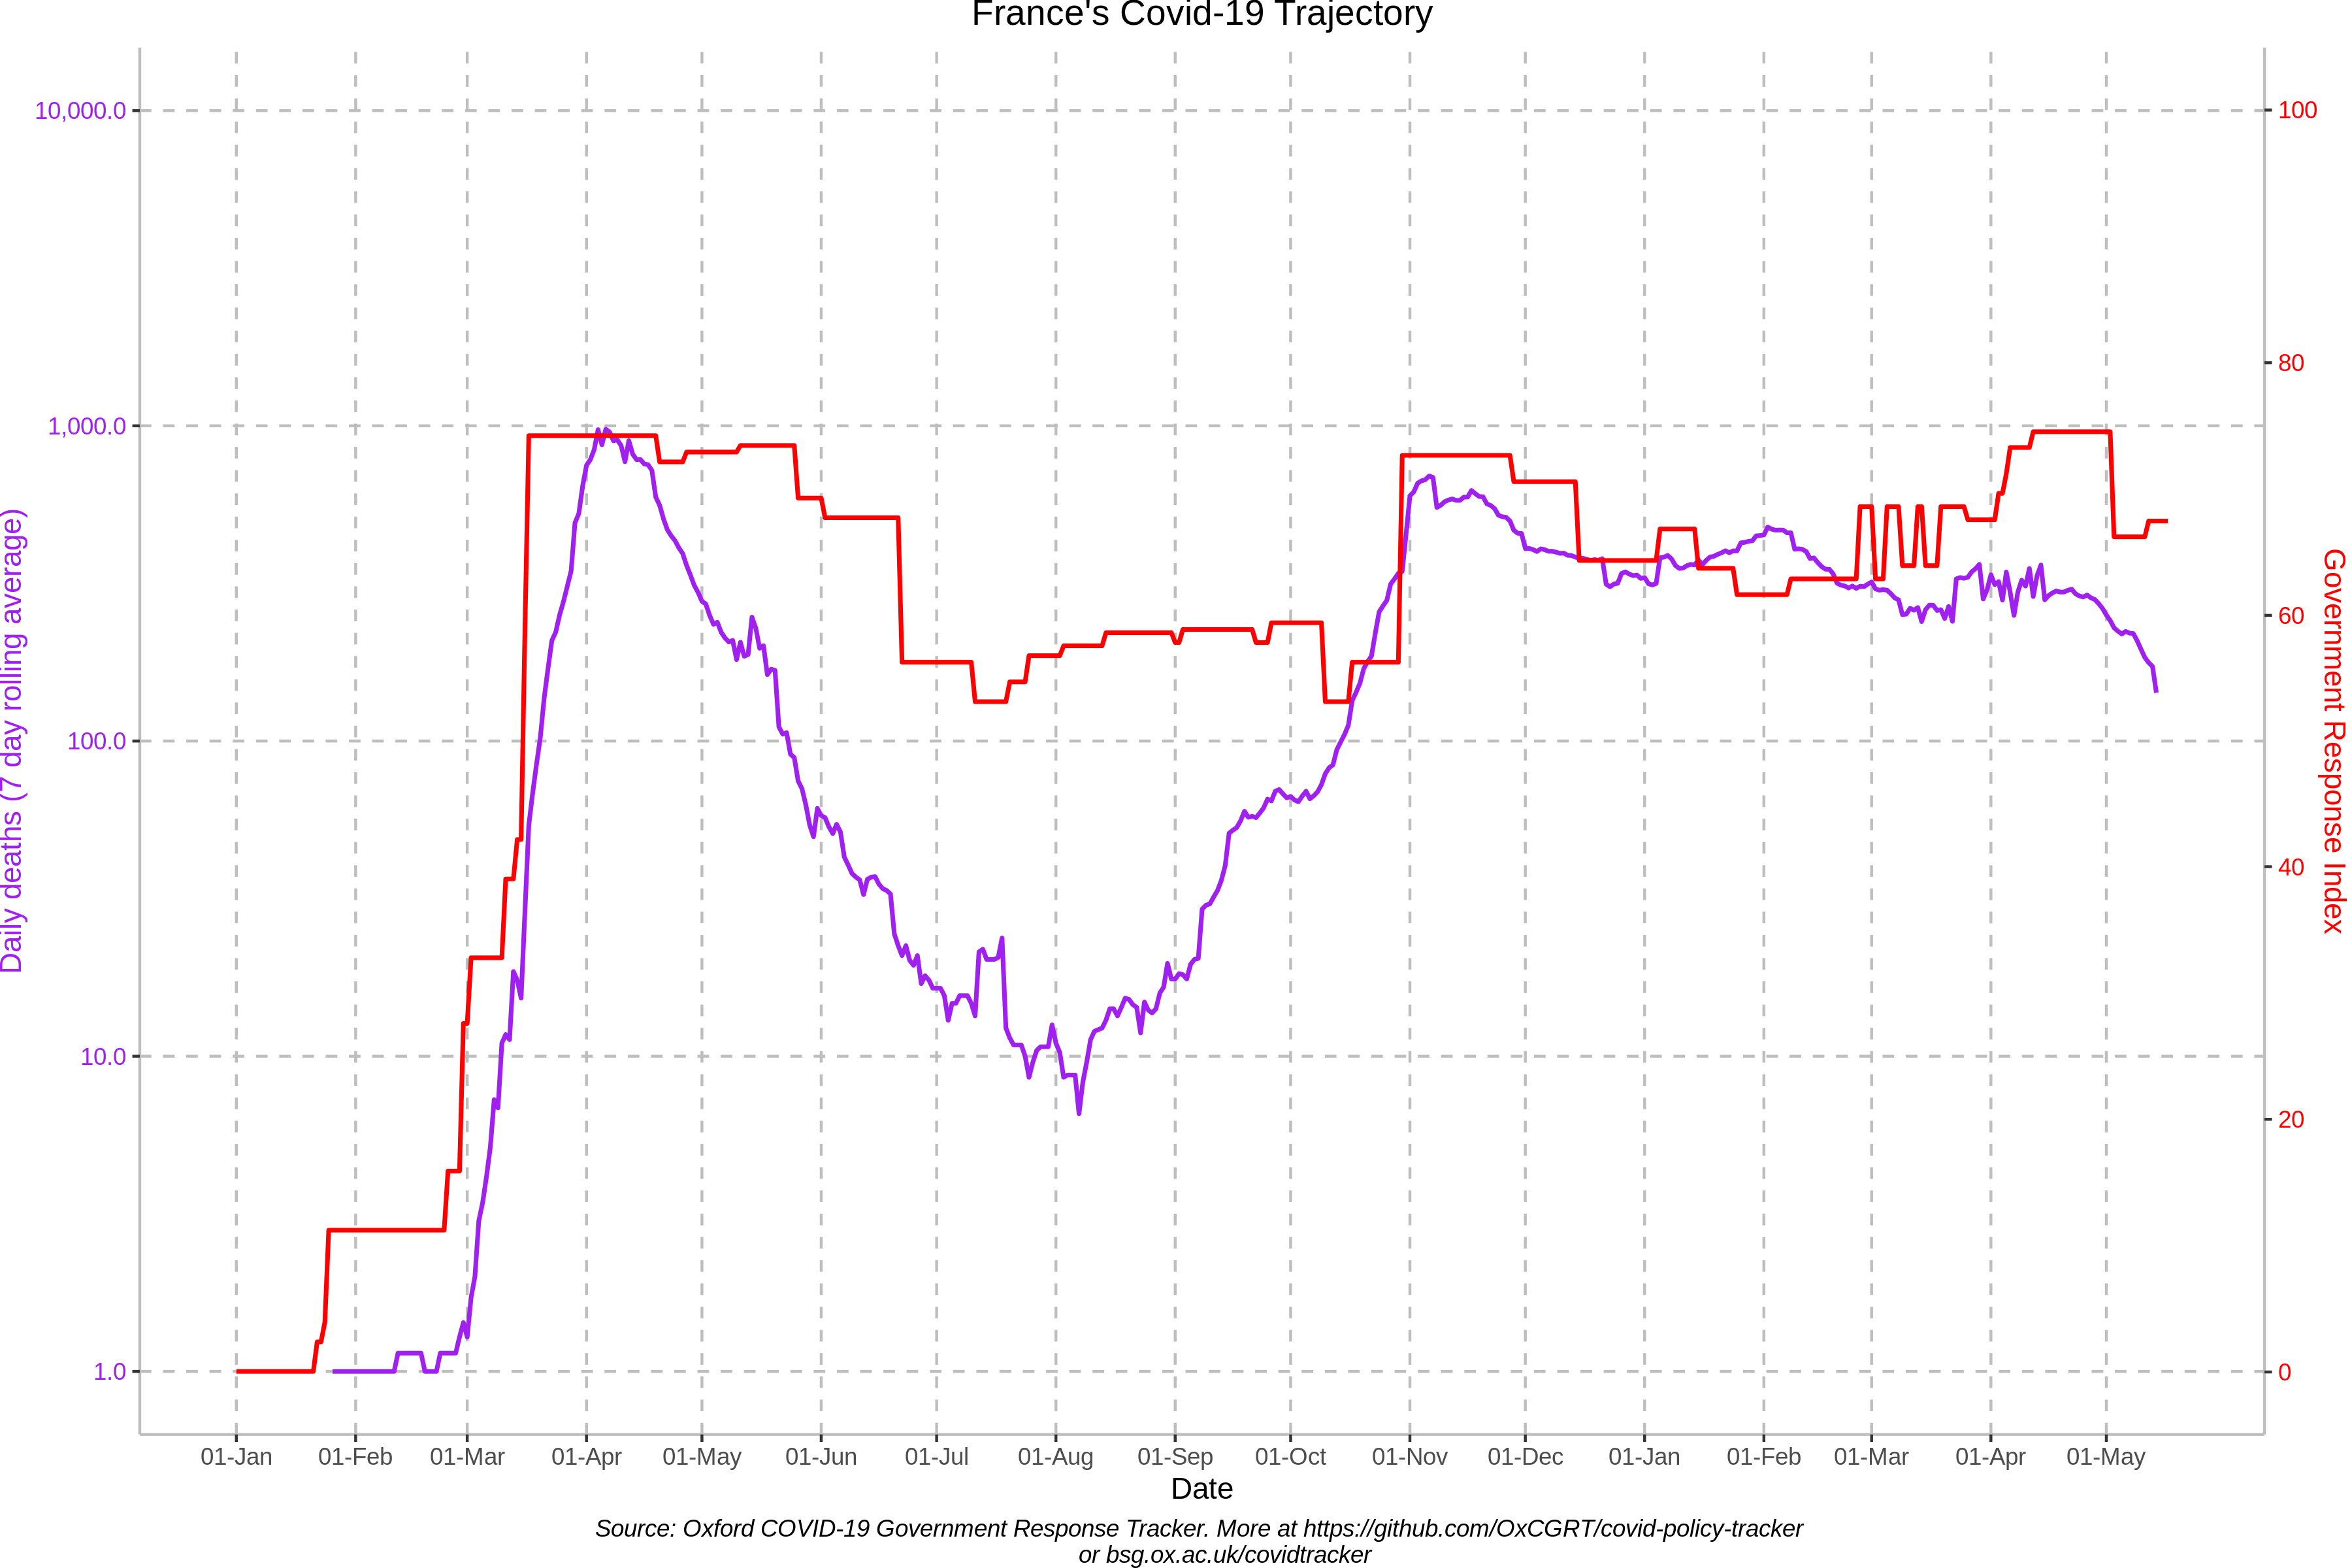 France's Covid-19 Trajectory
10,000.0
1,000.0
100.0
10.0
1.0
Daily deaths (7 day rolling average)
100
80
60
40
20
0
Government Response Index
01-Jan 01-Feb 01-Mar 01-Apr 01-May 01-Jun 01-Jul 01-Aug 01-Sep 01-Oct 01-Nov 01-Dec 01-Jan 01-Feb 01-Mar 01-Apr 01-May
Date
Source: Oxford COVID-19 Government Response Tracker. More at https://github.com/OxCGRT/covid-policy-tracker
or bsg.ox.ac.uk/covidtracker